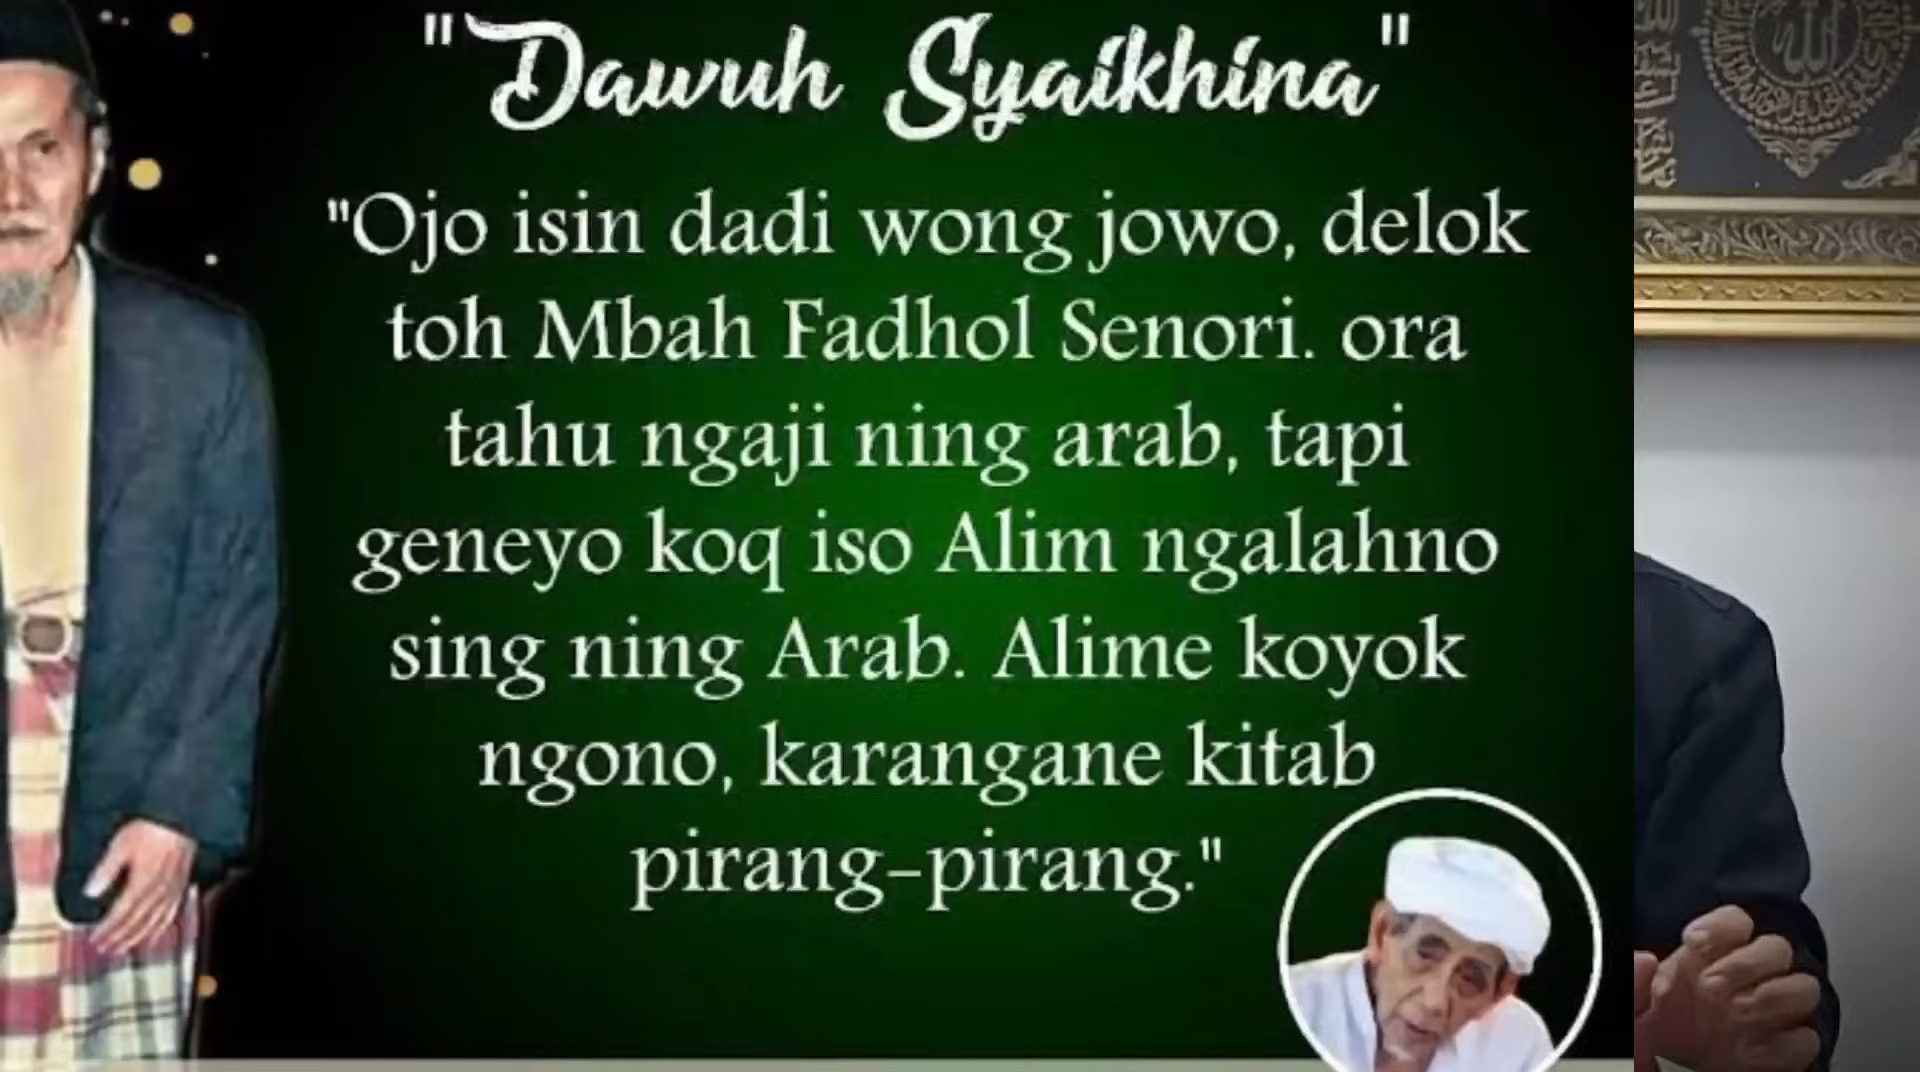 "Dawuh Syaikhina"
"Ojo isin dadi wong jowo, delok
toh Mbah Fadhol Senori. ora
tahu ngaji ning arab, tapi
geneyo koq iso Alim ngalahno
sing ning Arab. Alime koyok
ngono, karangane kitab
pirang-pirang."
الله